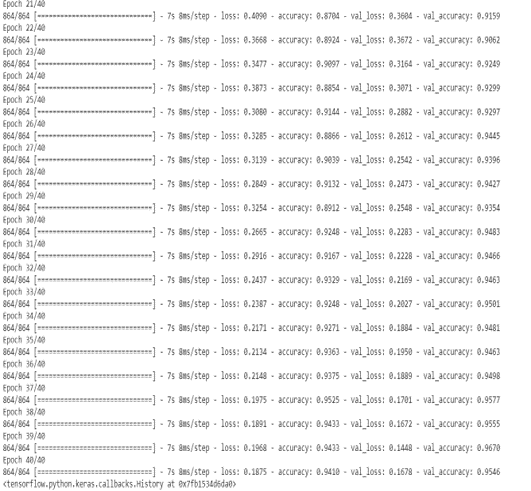 Epoch 21/40
864/864 [==============================] - 7s 8ms/step - loss: 0.4090 - accuracy: 0.8704 - val_loss: 0.3604 - val_accuracy: 0.9159
Epoch 22/40
864/864 [==============================] - 7s 8ms/step - loss: 0.3668 - accuracy: 0.8924 - val_loss: 0.3672 - val_accuracy: 0.9062
Epoch 23/40
864/864 [==============================] - 7s 8ms/step - loss: 0.3477 - accuracy: 0.9097 - val_loss: 0.3164 - val_accuracy: 0.9249
Epoch 24/40
864/864 [==============================] - 7s 8ms/step - loss: 0.3873 - accuracy: 0.8854 - val_loss: 0.3071 - val_accuracy: 0.9299
Epoch 25/40
864/864 [==============================] - 7s 8ms/step - loss: 0.3080 - accuracy: 0.9144 - val_loss: 0.2882 - val_accuracy: 0.9297
Epoch 26/40
864/864 [==============================] - 7s 8ms/step - loss: 0.3285 - accuracy: 0.8866 - val_loss: 0.2612 - val_accuracy: 0.9445
Epoch 27/40
864/864 [==============================] - 7s 8ms/step - loss: 0.3139 - accuracy: 0.9039 - val_loss: 0.2542 - val_accuracy: 0.9396
Epoch 28/40
864/864 [==============================] - 7s 8ms/step - loss: 0.2849 - accuracy: 0.9132 - val_loss: 0.2473 - val_accuracy: 0.9427
Epoch 29/40
864/864 [==============================] - 7s 8ms/step - loss: 0.3254 - accuracy: 0.8912 - val_loss: 0.2548 - val_accuracy: 0.9354
Epoch 30/40
864/864 [==============================] - 7s 8ms/step - loss: 0.2665 - accuracy: 0.9248 - val_loss: 0.2283 - val_accuracy: 0.9483
Epoch 31/40
864/864 [==============================] - 7s 8ms/step - loss: 0.2916 - accuracy: 0.9167 - val_loss: 0.2228 - val_accuracy: 0.9466
Epoch 32/40
864/864 [==============================] - 7s 8ms/step - loss: 0.2437 - accuracy: 0.9329 - val_loss: 0.2169 - val_accuracy: 0.9463
Epoch 33/40
864/864 [==============================] - 7s 8ms/step - loss: 0.2387 - accuracy: 0.9248 - val_loss: 0.2027 - val_accuracy: 0.9501
Epoch 34/40
864/864 [==============================] - 7s 8ms/step - loss: 0.2171 - accuracy: 0.9271 - val_loss: 0.1884 - val_accuracy: 0.9481
Epoch 35/40
864/864 [==============================] - 7s 8ms/step - loss: 0.2134 - accuracy: 0.9363 - val_loss: 0.1950 - val_accuracy: 0.9463
Epoch 36/40
864/864 [==============================] - 7s 8ms/step - loss: 0.2148 - accuracy: 0.9375 - val_loss: 0.1889 - val_accuracy: 0.9498
Epoch 37/40
864/864 [==============================] - 7s 8ms/step - loss: 0.1975 - accuracy: 0.9525 - val_loss: 0.1701 - val_accuracy: 0.9577
Epoch 38/40
864/864 [==============================] - 7s 8ms/step - loss: 0.1891 - accuracy: 0.9433 - val_loss: 0.1672 - val_accuracy: 0.9555
Epoch 39/40
864/864 [==============================] - 7s 8ms/step - loss: 0.1968 - accuracy: 0.9433 - val_loss: 0.1448 - val_accuracy: 0.9670
Epoch 40/40
864/864 [==============================] - 7s 8ms/step - loss: 0.1875 - accuracy: 0.9410 - val_loss: 0.1678 - val_accuracy: 0.9546
<tensorflow.python.keras.callbacks.History at 0x7fb1534d6da0>